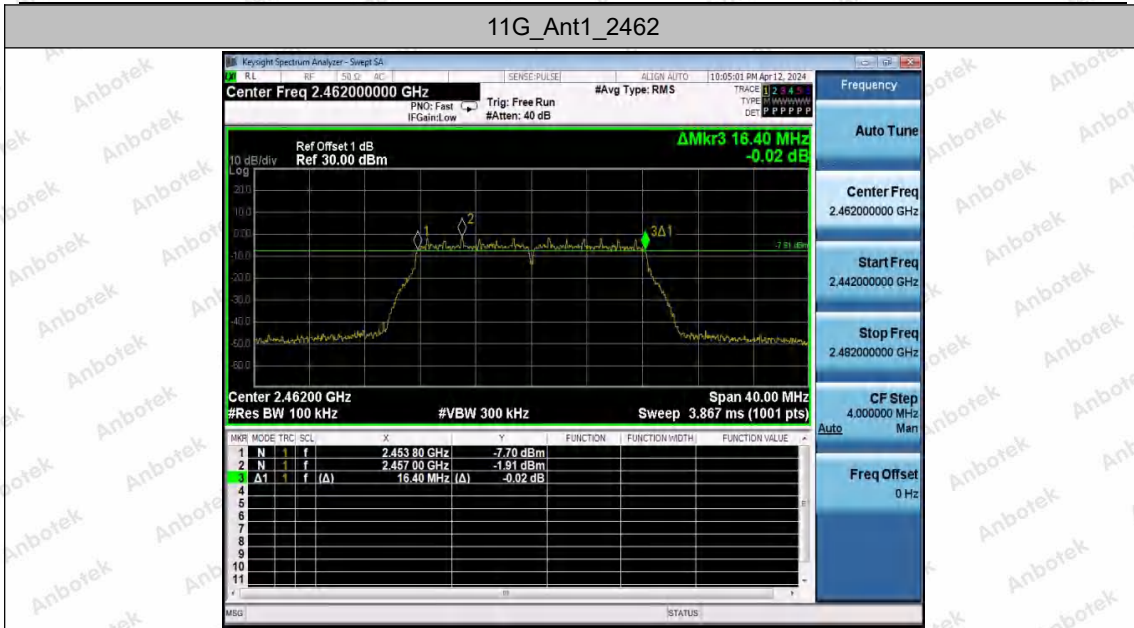 11G_Ant1_2462
Keysight Spectrum Analyzer - Swept SA
RL RF 50 Ω AC SENSE:PULSE ALIGN AUTO 10:05:01 PM Apr 12, 2024
Center Freq 2.462000000 GHz #Avg Type: RMS TRACE 1 2 3 4 5 6
PNO: Fast Trig: Free Run TYPE M WWWWW
IFGain:Low #Atten: 40 dB DET P P P P P P
Frequency
Auto Tune
ΔMkr3 16.40 MHz
-0.02 dB
Ref Offset 1 dB
10 dB/div Ref 30.00 dBm
Log
20.0
10.0
0.00
-10.0
-20.0
-30.0
-40.0
-50.0
-60.0
1
2
3Δ1
-7.91 dBm
Center 2.46200 GHz Span 40.00 MHz
#Res BW 100 kHz #VBW 300 kHz Sweep 3.867 ms (1001 pts)
MKR MODE TRC SCL X Y FUNCTION FUNCTION WIDTH FUNCTION VALUE
1 N 1 f 2.453 80 GHz -7.70 dBm
2 N 1 f 2.457 00 GHz -1.91 dBm
3 Δ1 1 f (Δ) 16.40 MHz (Δ) -0.02 dB
4
5
6
7
8
9
10
11
MSG STATUS
Center Freq
2.462000000 GHz
Start Freq
2.442000000 GHz
Stop Freq
2.482000000 GHz
CF Step
4.000000 MHz
Auto Man
Freq Offset
0 Hz
Anbotek